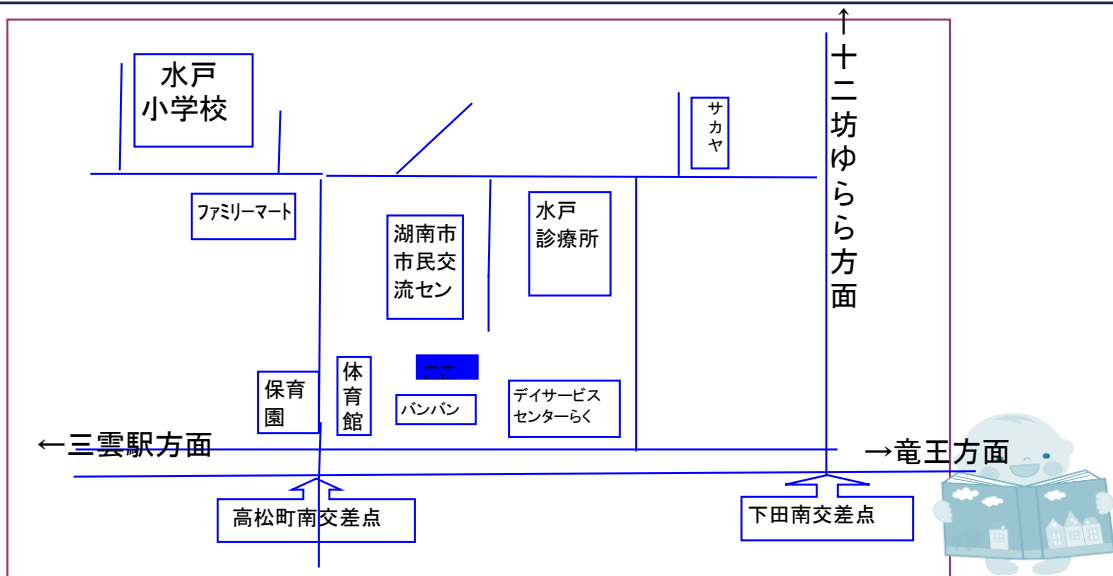 水戸
小学校
↑十二坊ゆらら方面
サカヤ
ファミリーマート
湖南市
市民交
流セン
水戸
診療所
保育
園
体育館
バンバン
デイサービス
センターらく
←三雲駅方面
→竜王方面
高松町南交差点
下田南交差点